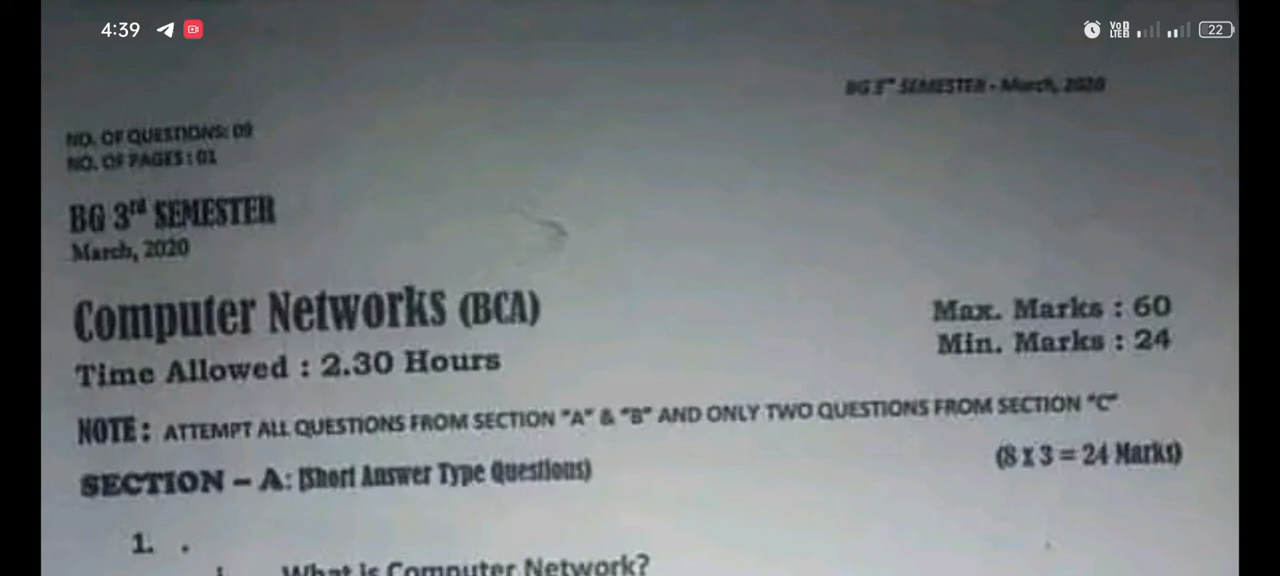 4:39
VoD
LTE
22
BG 3rd SEMESTER - March, 2020
NO. OF QUESTIONS: 09
NO. OF PAGES : 01
BG 3rd SEMESTER
March, 2020
Computer Networks (BCA)
Max. Marks : 60
Time Allowed : 2.30 Hours
Min. Marks : 24
NOTE : ATTEMPT ALL QUESTIONS FROM SECTION "A" & "B" AND ONLY TWO QUESTIONS FROM SECTION "C"
SECTION – A: (Short Answer Type Questions)
(8 x 3 = 24 Marks)
1. .
i. What is Computer Network?